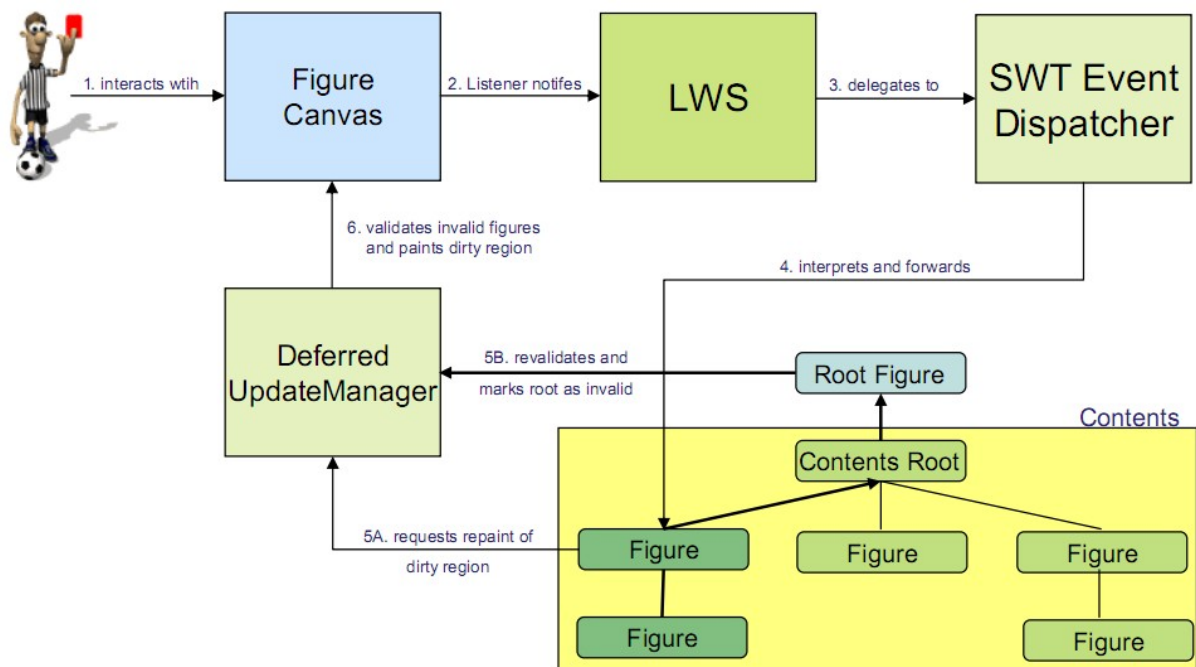 1. interacts wtih
Figure
Canvas
2. Listener notifes
LWS
3. delegates to
SWT Event
Dispatcher
6. validates invalid figures
and paints dirty region
4. interprets and forwards
Deferred
UpdateManager
5B. revalidates and
marks root as invalid
Root Figure
Contents
Contents Root
5A. requests repaint of
dirty region
Figure
Figure
Figure
Figure
Figure